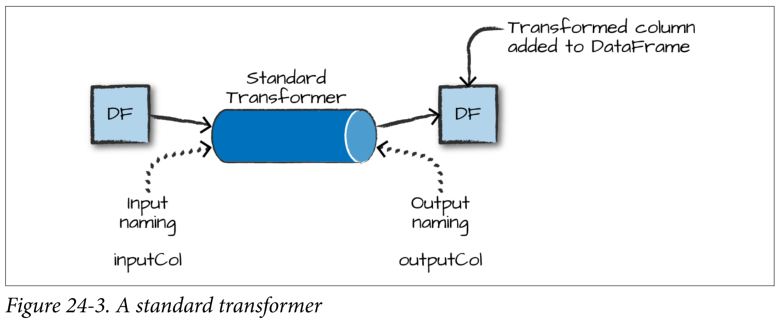 Transformed column
added to DataFrame
Standard
Transformer
DF
DF
Input
naming
inputCol
Output
naming
outputCol
Figure 24-3. A standard transformer